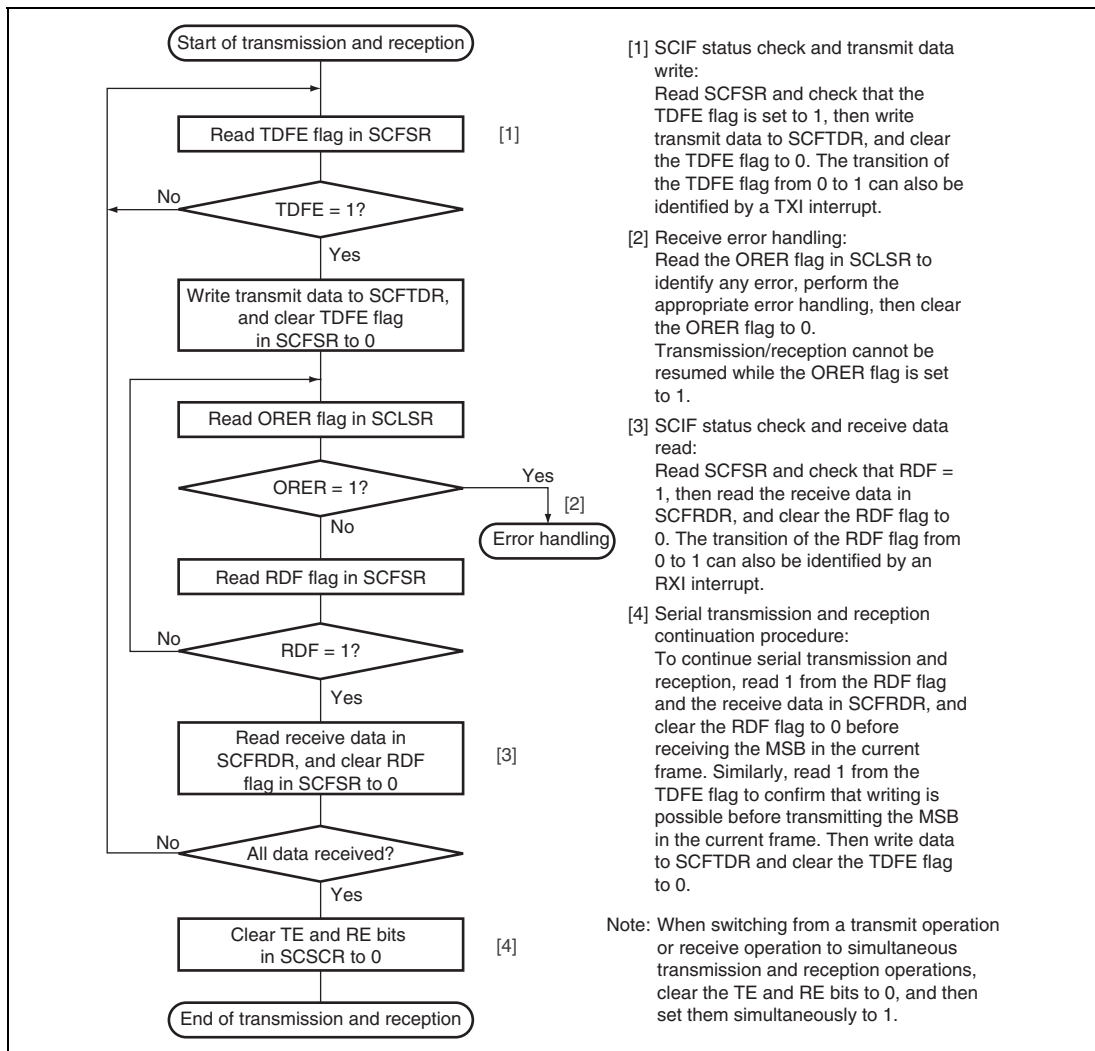 Start of transmission and reception
Read TDFE flag in SCFSR
[1]
No
TDFE = 1?
Yes
Write transmit data to SCFTDR,
and clear TDFE flag
in SCFSR to 0
Read ORER flag in SCLSR
ORER = 1?
Yes
[2]
No
Error handling
Read RDF flag in SCFSR
No
RDF = 1?
Yes
Read receive data in
SCFRDR, and clear RDF
flag in SCFSR to 0
[3]
No
All data received?
Yes
Clear TE and RE bits
in SCSCR to 0
[4]
End of transmission and reception
[1] SCIF status check and transmit data
write:
Read SCFSR and check that the
TDFE flag is set to 1, then write
transmit data to SCFTDR, and clear
the TDFE flag to 0. The transition of
the TDFE flag from 0 to 1 can also be
identified by a TXI interrupt.
[2] Receive error handling:
Read the ORER flag in SCLSR to
identify any error, perform the
appropriate error handling, then clear
the ORER flag to 0.
Transmission/reception cannot be
resumed while the ORER flag is set
to 1.
[3] SCIF status check and receive data
read:
Read SCFSR and check that RDF =
1, then read the receive data in
SCFRDR, and clear the RDF flag to
0. The transition of the RDF flag from
0 to 1 can also be identified by an
RXI interrupt.
[4] Serial transmission and reception
continuation procedure:
To continue serial transmission and
reception, read 1 from the RDF flag
and the receive data in SCFRDR, and
clear the RDF flag to 0 before
receiving the MSB in the current
frame. Similarly, read 1 from the
TDFE flag to confirm that writing is
possible before transmitting the MSB
in the current frame. Then write data
to SCFTDR and clear the TDFE flag
to 0.
Note: When switching from a transmit operation
or receive operation to simultaneous
transmission and reception operations,
clear the TE and RE bits to 0, and then
set them simultaneously to 1.